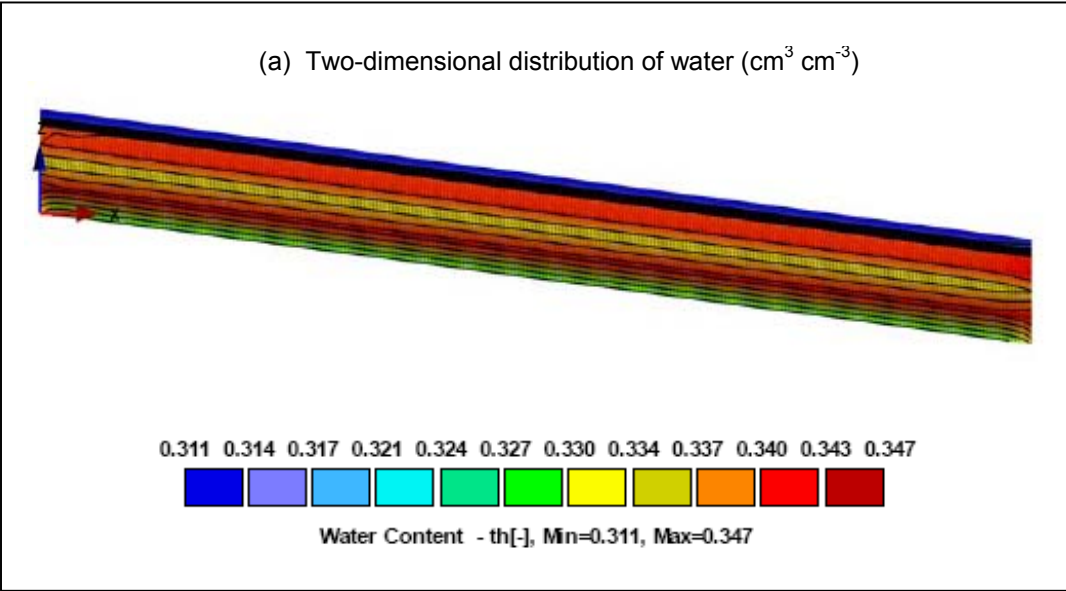 (a) Two-dimensional distribution of water (cm³ cm⁻³)
Z
X
0.311 0.314 0.317 0.321 0.324 0.327 0.330 0.334 0.337 0.340 0.343 0.347
Water Content - th[-], Min=0.311, Max=0.347